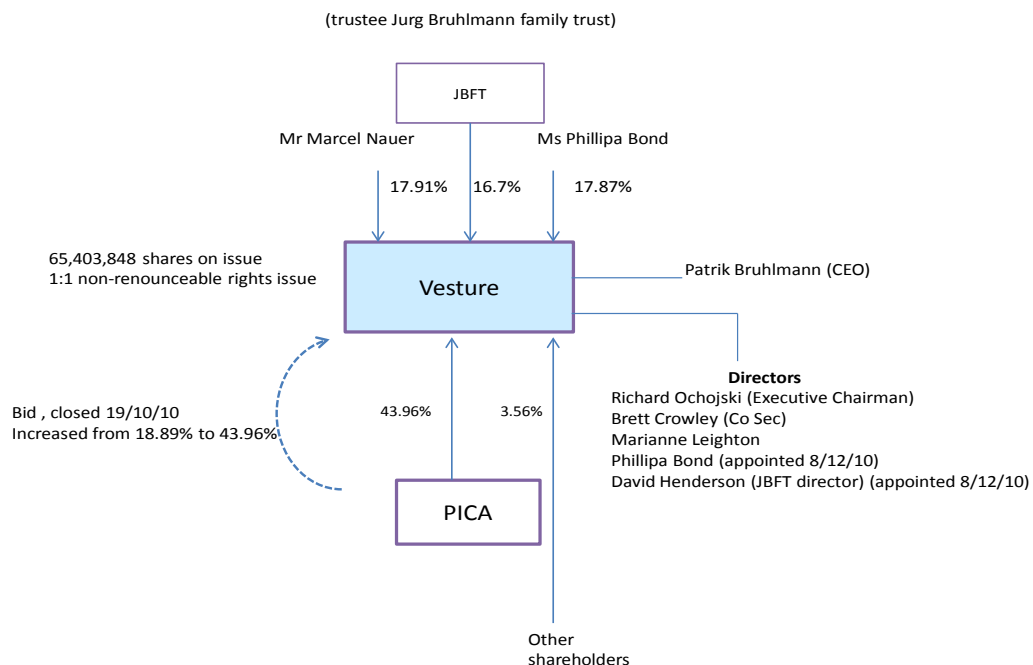 (trustee Jurg Bruhlmann family trust)
JBFT
Mr Marcel Nauer
Ms Phillipa Bond
17.91%
16.7%
17.87%
65,403,848 shares on issue
1:1 non-renounceable rights issue
Vesture
Patrik Bruhlmann (CEO)
Directors
Richard Ochojski (Executive Chairman)
Brett Crowley (Co Sec)
Marianne Leighton
Phillipa Bond (appointed 8/12/10)
David Henderson (JBFT director) (appointed 8/12/10)
Bid , closed 19/10/10
Increased from 18.89% to 43.96%
43.96%
3.56%
PICA
Other
shareholders